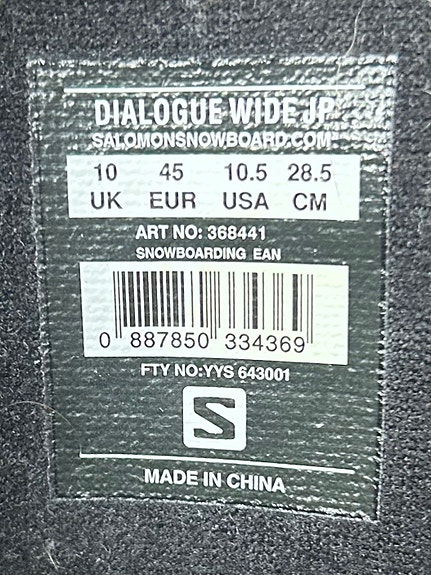 DIALOGUE WIDE JP
SALOMONSNOWBOARD.COM
10 45 10.5 28.5
UK EUR USA CM
ART NO: 368441
SNOWBOARDING EAN
0 887850 334369
FTY NO:YYS 643001
S
MADE IN CHINA